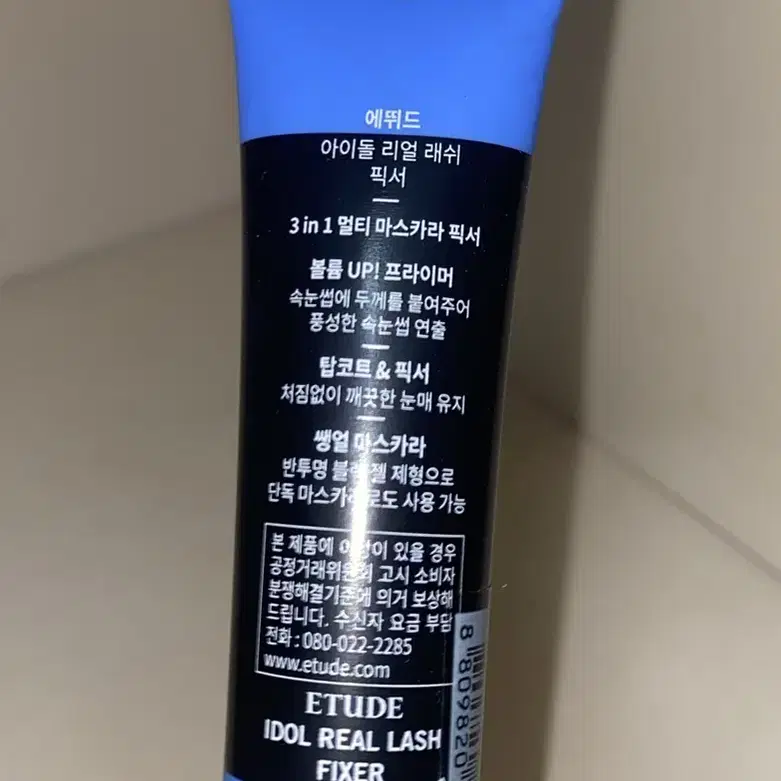 에뛰드
아이돌 리얼 래쉬
픽서
3 in 1 멀티 마스카라 픽서
볼륨 UP! 프라이머
속눈썹에 두께를 붙여주어
풍성한 속눈썹 연출
탑코트 & 픽서
처짐없이 깨끗한 눈매 유지
쌩얼 마스카라
반투명 블랙 젤 제형으로
단독 마스카라로도 사용 가능
본 제품에 이상이 있을 경우
공정거래위원회 고시 소비자
분쟁해결기준에 의거 보상해
드립니다. 수신자 요금 부담
전화 : 080-022-2285
www.etude.com
ETUDE
IDOL REAL LASH
FIXER
8 809820